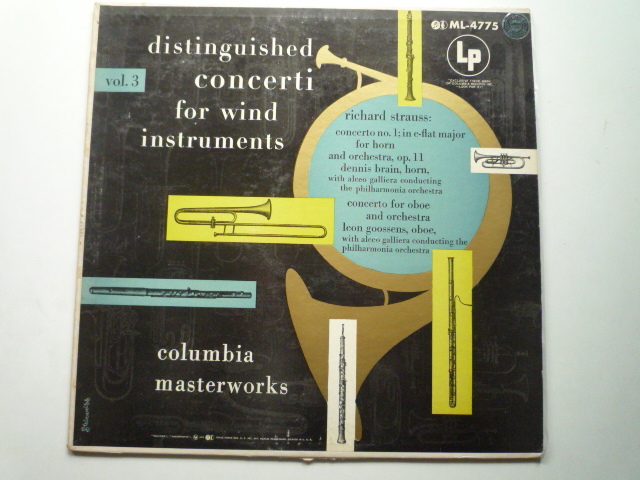 distinguished
concerti
for wind
instruments
vol. 3
ML-4775
Lp
richard strauss:
concerto no. 1; in e-flat major
for horn
and orchestra, op. 11
dennis brain, horn,
with alceo galliera conducting
the philharmonia orchestra
concerto for oboe
and orchestra
leon goossens, oboe,
with alceo galliera conducting the
philharmonia orchestra
columbia
masterworks